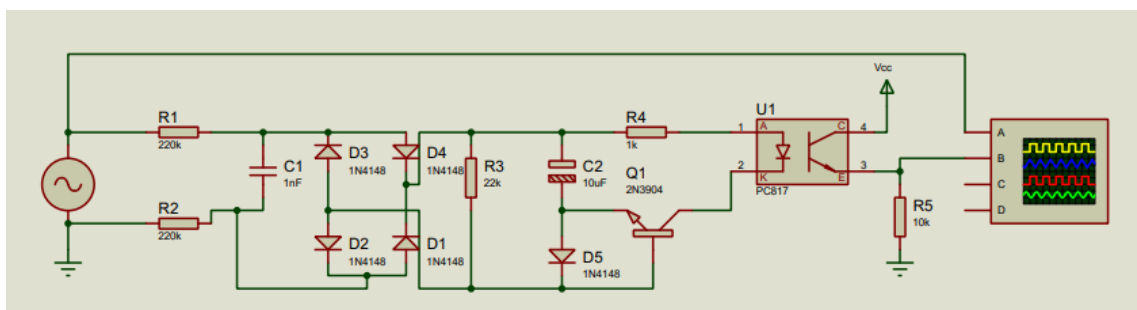 Vcc
R1
220k
C1
1nF
R2
220k
D3
1N4148
D4
1N4148
D2
1N4148
D1
1N4148
R3
22k
C2
10uF
R4
1k
Q1
2N3904
D5
1N4148
U1
1
A
C
4
2
K
E
3
PC817
R5
10k
A
B
C
D